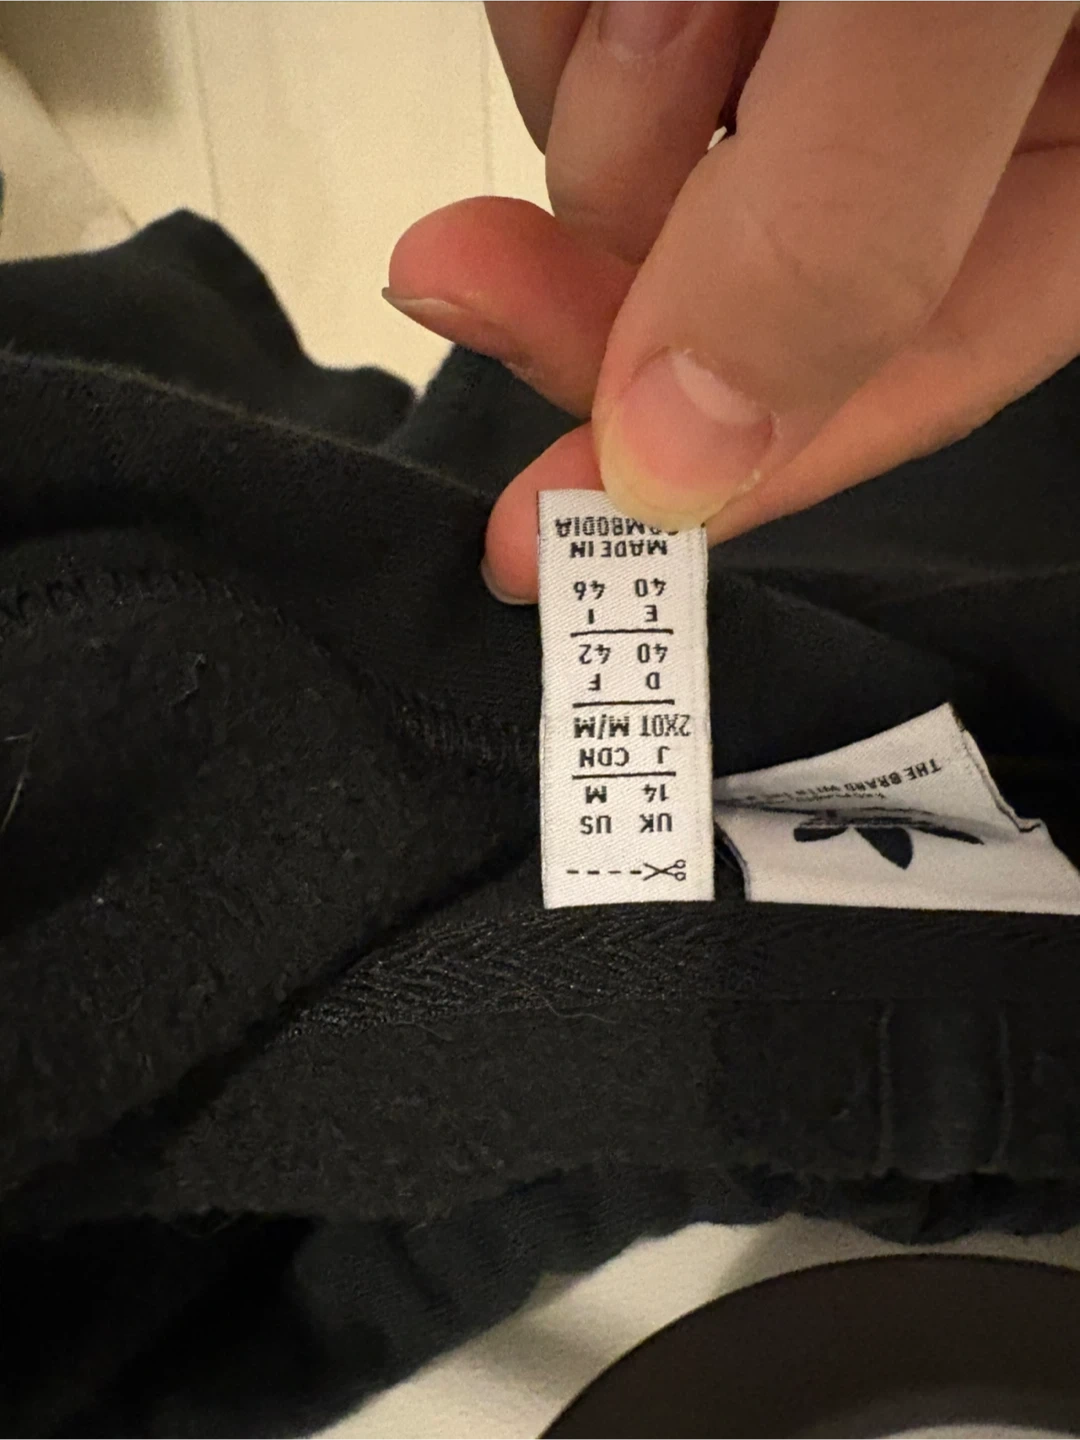 UK US
14 M
J CDN
2XOT M/M
D F
40 42
E I
40 46
MADE IN
CAMBODIA
THE BRAND WITH